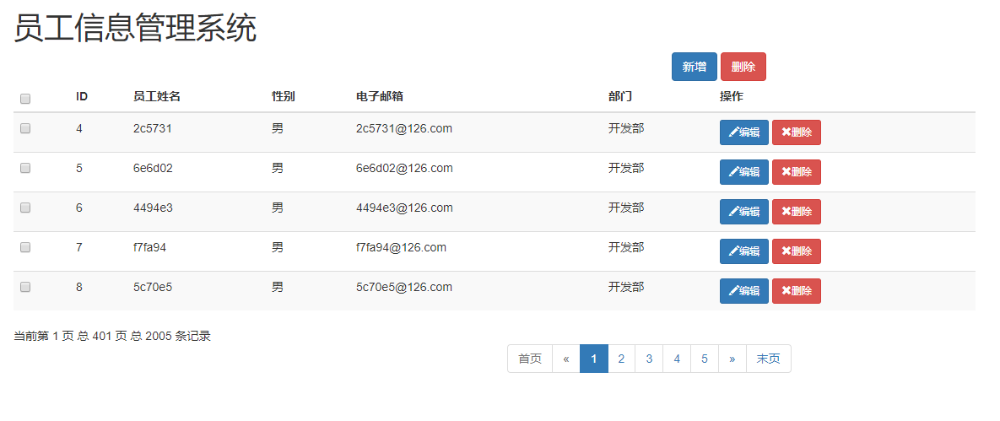 员工信息管理系统
新增 删除
ID 员工姓名 性别 电子邮箱 部门 操作
4 2c5731 男 2c5731@126.com 开发部 编辑 删除
5 6e6d02 男 6e6d02@126.com 开发部 编辑 删除
6 4494e3 男 4494e3@126.com 开发部 编辑 删除
7 f7fa94 男 f7fa94@126.com 开发部 编辑 删除
8 5c70e5 男 5c70e5@126.com 开发部 编辑 删除
当前第 1 页 总 401 页 总 2005 条记录
首页 « 1 2 3 4 5 » 末页